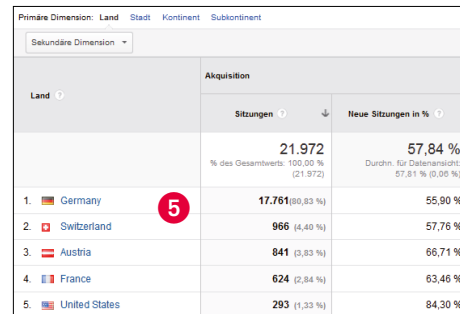 Primäre Dimension: Land Stadt Kontinent Subkontinent
Sekundäre Dimension
Land ?
Akquisition
Sitzungen ?
Neue Sitzungen in % ?
21.972
% des Gesamtwerts: 100,00 %
(21.972)
57,84 %
Durchn. für Datenansicht:
57,81 % (0,06 %)
1. Germany 17.761 (80,83 %) 55,90 %
5
2. Switzerland 966 (4,40 %) 57,76 %
3. Austria 841 (3,83 %) 66,71 %
4. France 624 (2,84 %) 63,46 %
5. United States 293 (1,33 %) 84,30 %